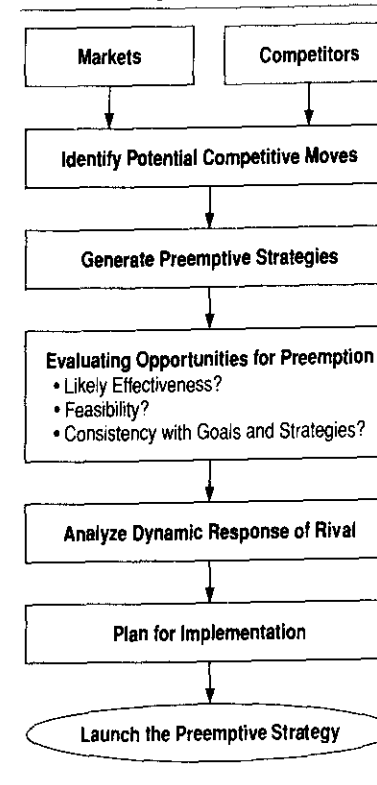 Markets
Competitors
Identify Potential Competitive Moves
Generate Preemptive Strategies
Evaluating Opportunities for Preemption
• Likely Effectiveness?
• Feasibility?
• Consistency with Goals and Strategies?
Analyze Dynamic Response of Rival
Plan for Implementation
Launch the Preemptive Strategy